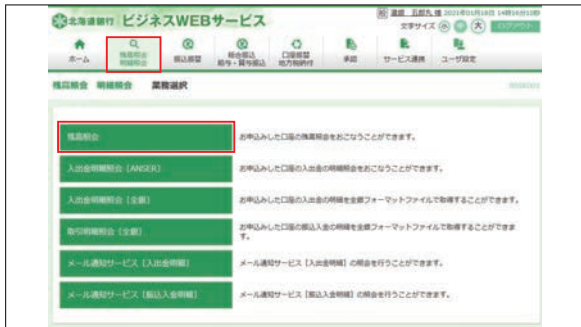 北海道銀行 ビジネスWEBサービス
文字サイズ 小 中 大 ログアウト
ホーム
残高照会
明細照会
振込振替
総合振込
給与・賞与振込
口座振替
地方税納付
承認
サービス連携
ユーザ設定
残高照会 明細照会 業務選択
残高照会
お申込みした口座の残高照会をおこなうことができます。
入出金明細照会〔ANSER〕
お申込みした口座の入出金の明細照会をおこなうことができます。
入出金明細照会〔全銀〕
お申込みした口座の入出金の明細を全銀フォーマットファイルで取得することができます。
取引明細照会〔全銀〕
お申込みした口座の振込入金の明細を全銀フォーマットファイルで取得することができま
す。
メール通知サービス【入出金明細】
メール通知サービス【入出金明細】の照会を行うことができます。
メール通知サービス【振込入金明細】
メール通知サービス【振込入金明細】の照会を行うことができます。